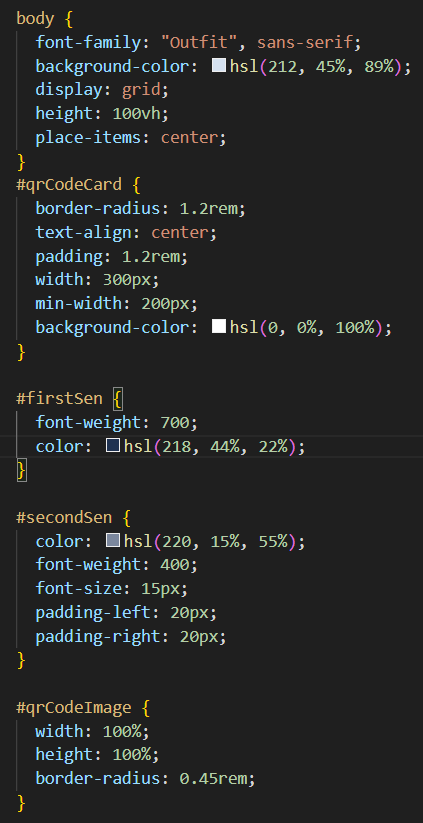 body {
  font-family: "Outfit", sans-serif;
  background-color: hsl(212, 45%, 89%);
  display: grid;
  height: 100vh;
  place-items: center;
}
#qrCodeCard {
  border-radius: 1.2rem;
  text-align: center;
  padding: 1.2rem;
  width: 300px;
  min-width: 200px;
  background-color: hsl(0, 0%, 100%);
}

#firstSen {
  font-weight: 700;
  color: hsl(218, 44%, 22%);
}

#secondSen {
  color: hsl(220, 15%, 55%);
  font-weight: 400;
  font-size: 15px;
  padding-left: 20px;
  padding-right: 20px;
}

#qrCodeImage {
  width: 100%;
  height: 100%;
  border-radius: 0.45rem;
}